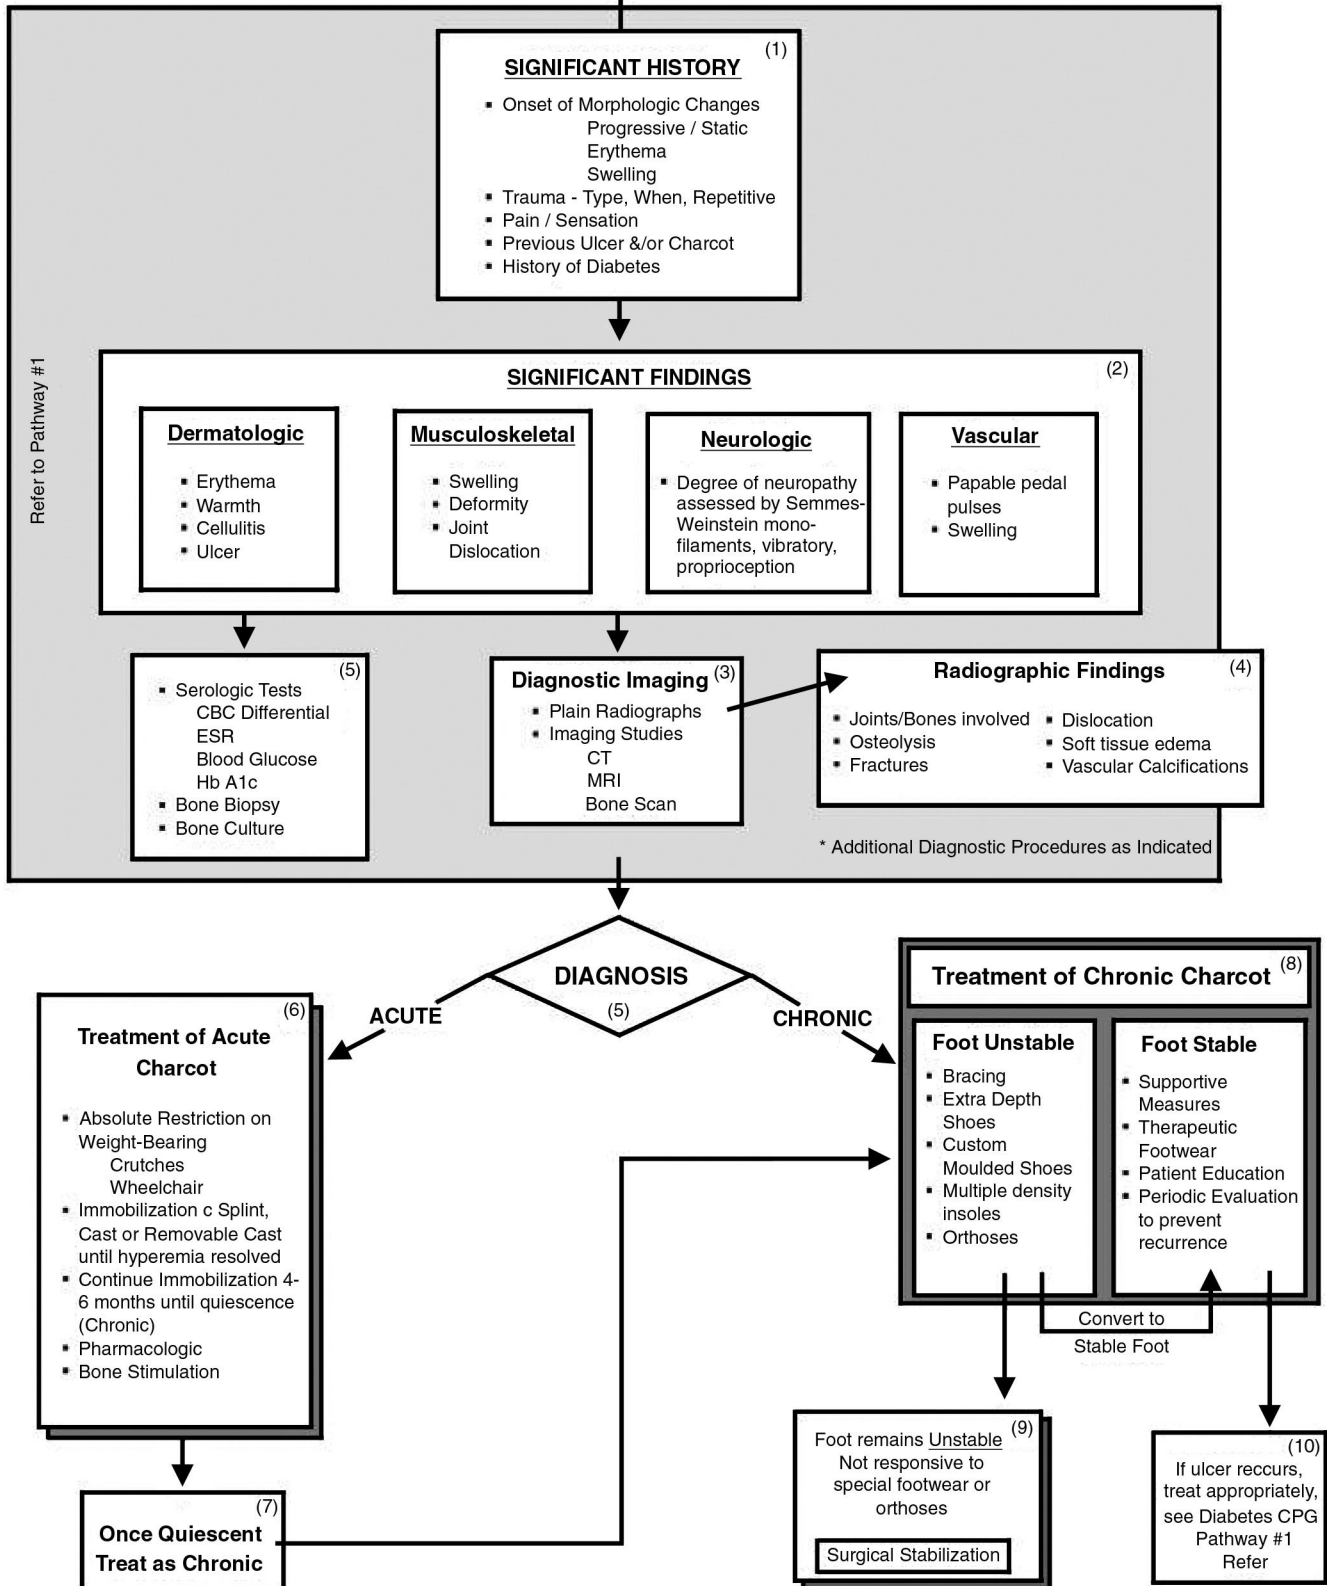 (1)
SIGNIFICANT HISTORY
Onset of Morphologic Changes
Progressive / Static
Erythema
Swelling
Trauma - Type, When, Repetitive
Pain / Sensation
Previous Ulcer &/or Charcot
History of Diabetes
Refer to Pathway #1
(2)
SIGNIFICANT FINDINGS
Dermatologic
Erythema
Warmth
Cellulitis
Ulcer
Musculoskeletal
Swelling
Deformity
Joint
Dislocation
Neurologic
Degree of neuropathy
assessed by Semmes-
Weinstein mono-
filaments, vibratory,
proprioception
Vascular
Papable pedal
pulses
Swelling
(5)
Serologic Tests
CBC Differential
ESR
Blood Glucose
Hb A1c
Bone Biopsy
Bone Culture
(3)
Diagnostic Imaging
Plain Radiographs
Imaging Studies
CT
MRI
Bone Scan
(4)
Radiographic Findings
Joints/Bones involved
Osteolysis
Fractures
Dislocation
Soft tissue edema
Vascular Calcifications
* Additional Diagnostic Procedures as Indicated
DIAGNOSIS
(5)
ACUTE
CHRONIC
(6)
Treatment of Acute
Charcot
Absolute Restriction on
Weight-Bearing
Crutches
Wheelchair
Immobilization c Splint,
Cast or Removable Cast
until hyperemia resolved
Continue Immobilization 4-
6 months until quiescence
(Chronic)
Pharmacologic
Bone Stimulation
(7)
Once Quiescent
Treat as Chronic
(8)
Treatment of Chronic Charcot
Foot Unstable
Bracing
Extra Depth
Shoes
Custom
Moulded Shoes
Multiple density
insoles
Orthoses
Foot Stable
Supportive
Measures
Therapeutic
Footwear
Patient Education
Periodic Evaluation
to prevent
recurrence
Convert to
Stable Foot
(9)
Foot remains Unstable
Not responsive to
special footwear or
orthoses
Surgical Stabilization
(10)
If ulcer reccurs,
treat appropriately,
see Diabetes CPG
Pathway #1
Refer